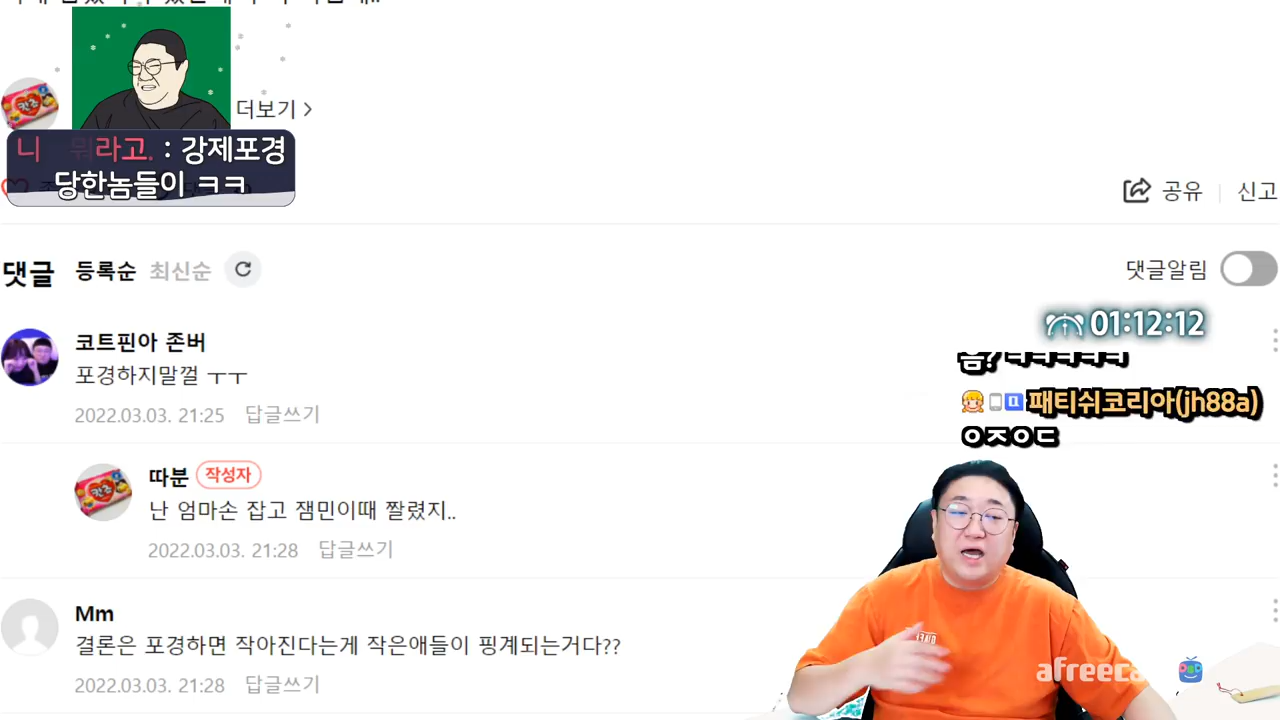 더보기 >
니 뭐라고. : 강제포경
당한놈들이 ㅋㅋ
공유
신고
댓글 등록순 최신순
댓글알림
01:12:12
코트핀아 존버
포경하지말껄 ㅜㅜ
2022.03.03. 21:25 답글쓰기
패티쉬코리아(jh88a)
ㅇㅈㅇㄷ
따분 작성자
난 엄마손 잡고 잼민이때 짤렸지..
2022.03.03. 21:28 답글쓰기
Mm
결론은 포경하면 작아진다는게 작은애들이 핑계되는거다??
2022.03.03. 21:28 답글쓰기
afreeca